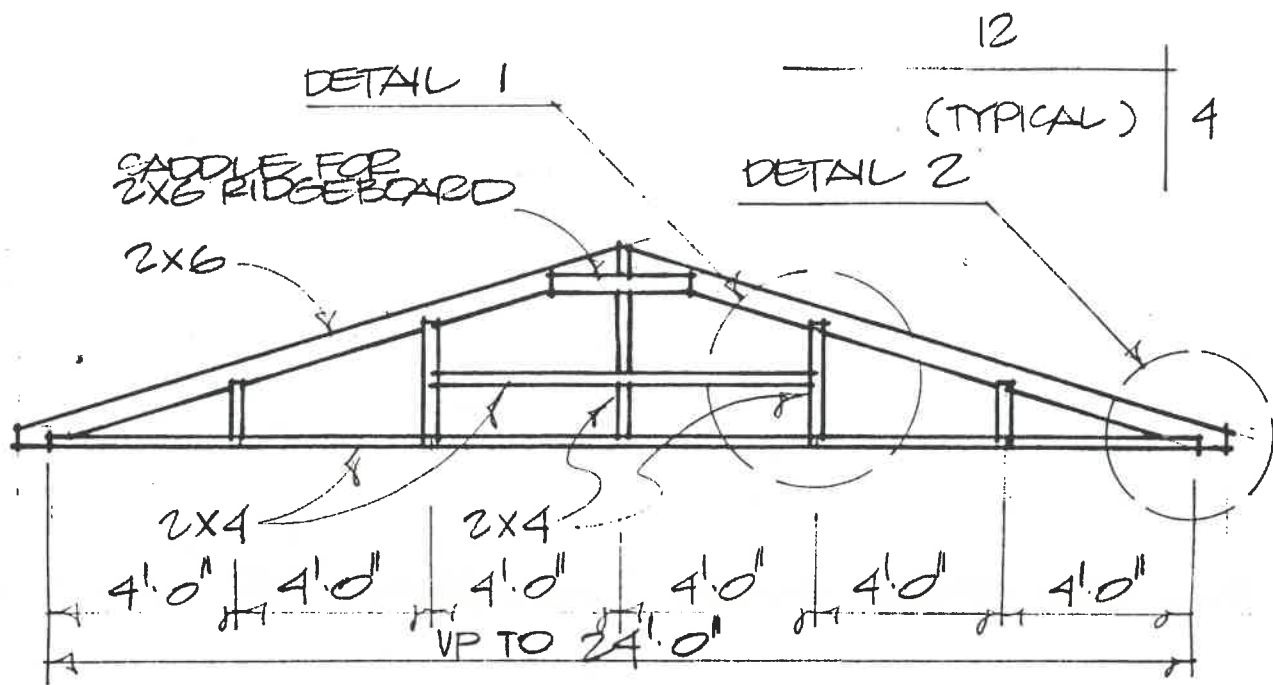 12
DETAIL 1
(TYPICAL) 4
SADDLE FOR
2X6 RIDGEBOARD
DETAIL 2
2X6
2X4
2X4
4'·0" 4'·0" 4'·0" 4'·0" 4'·0" 4'·0"
UP TO 24'·0"